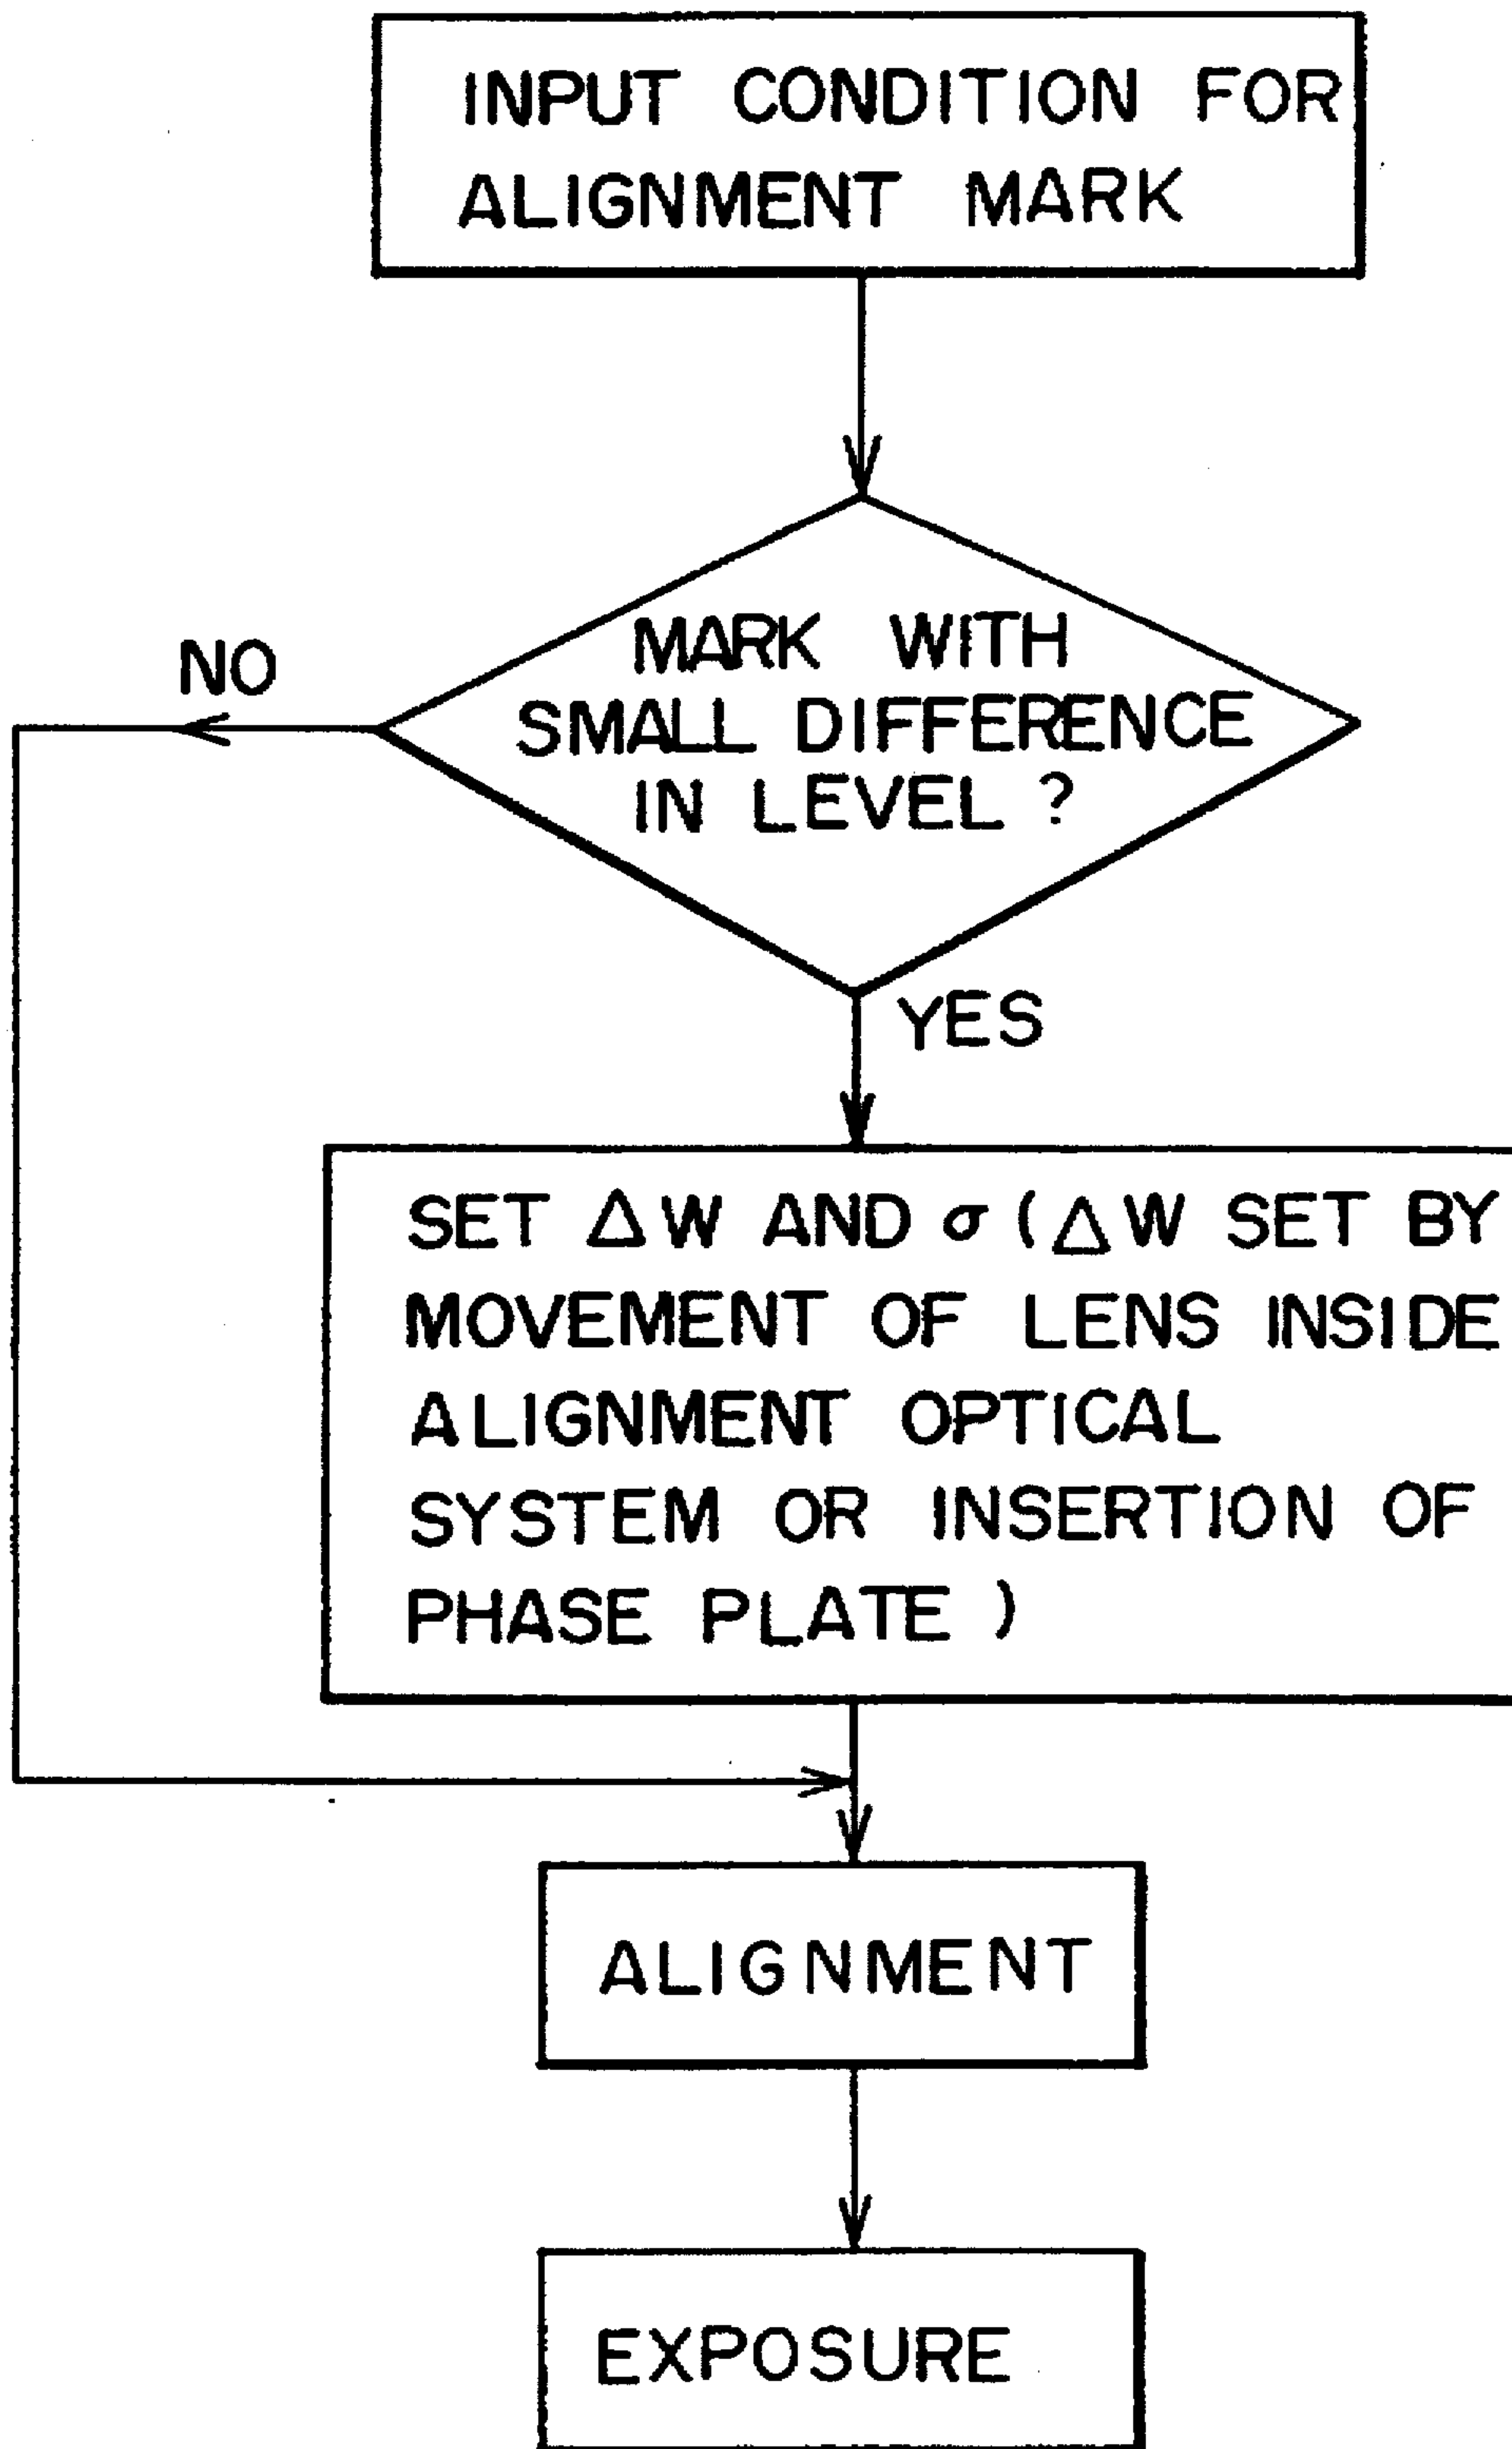 INPUT CONDITION FOR
ALIGNMENT MARK
MARK WITH
SMALL DIFFERENCE
IN LEVEL ?
NO
YES
SET ΔW AND σ (ΔW SET BY
MOVEMENT OF LENS INSIDE
ALIGNMENT OPTICAL
SYSTEM OR INSERTION OF
PHASE PLATE )
ALIGNMENT
EXPOSURE